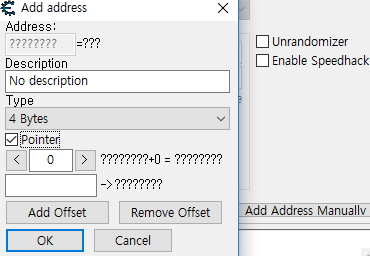 Add address
Address:
????????=???
Description
No description
Type
4 Bytes
Pointer
< 0 > ????????+0 = ????????
->????????
Add Offset Remove Offset
OK Cancel
Unrandomizer
Enable Speedhack
Add Address Manually